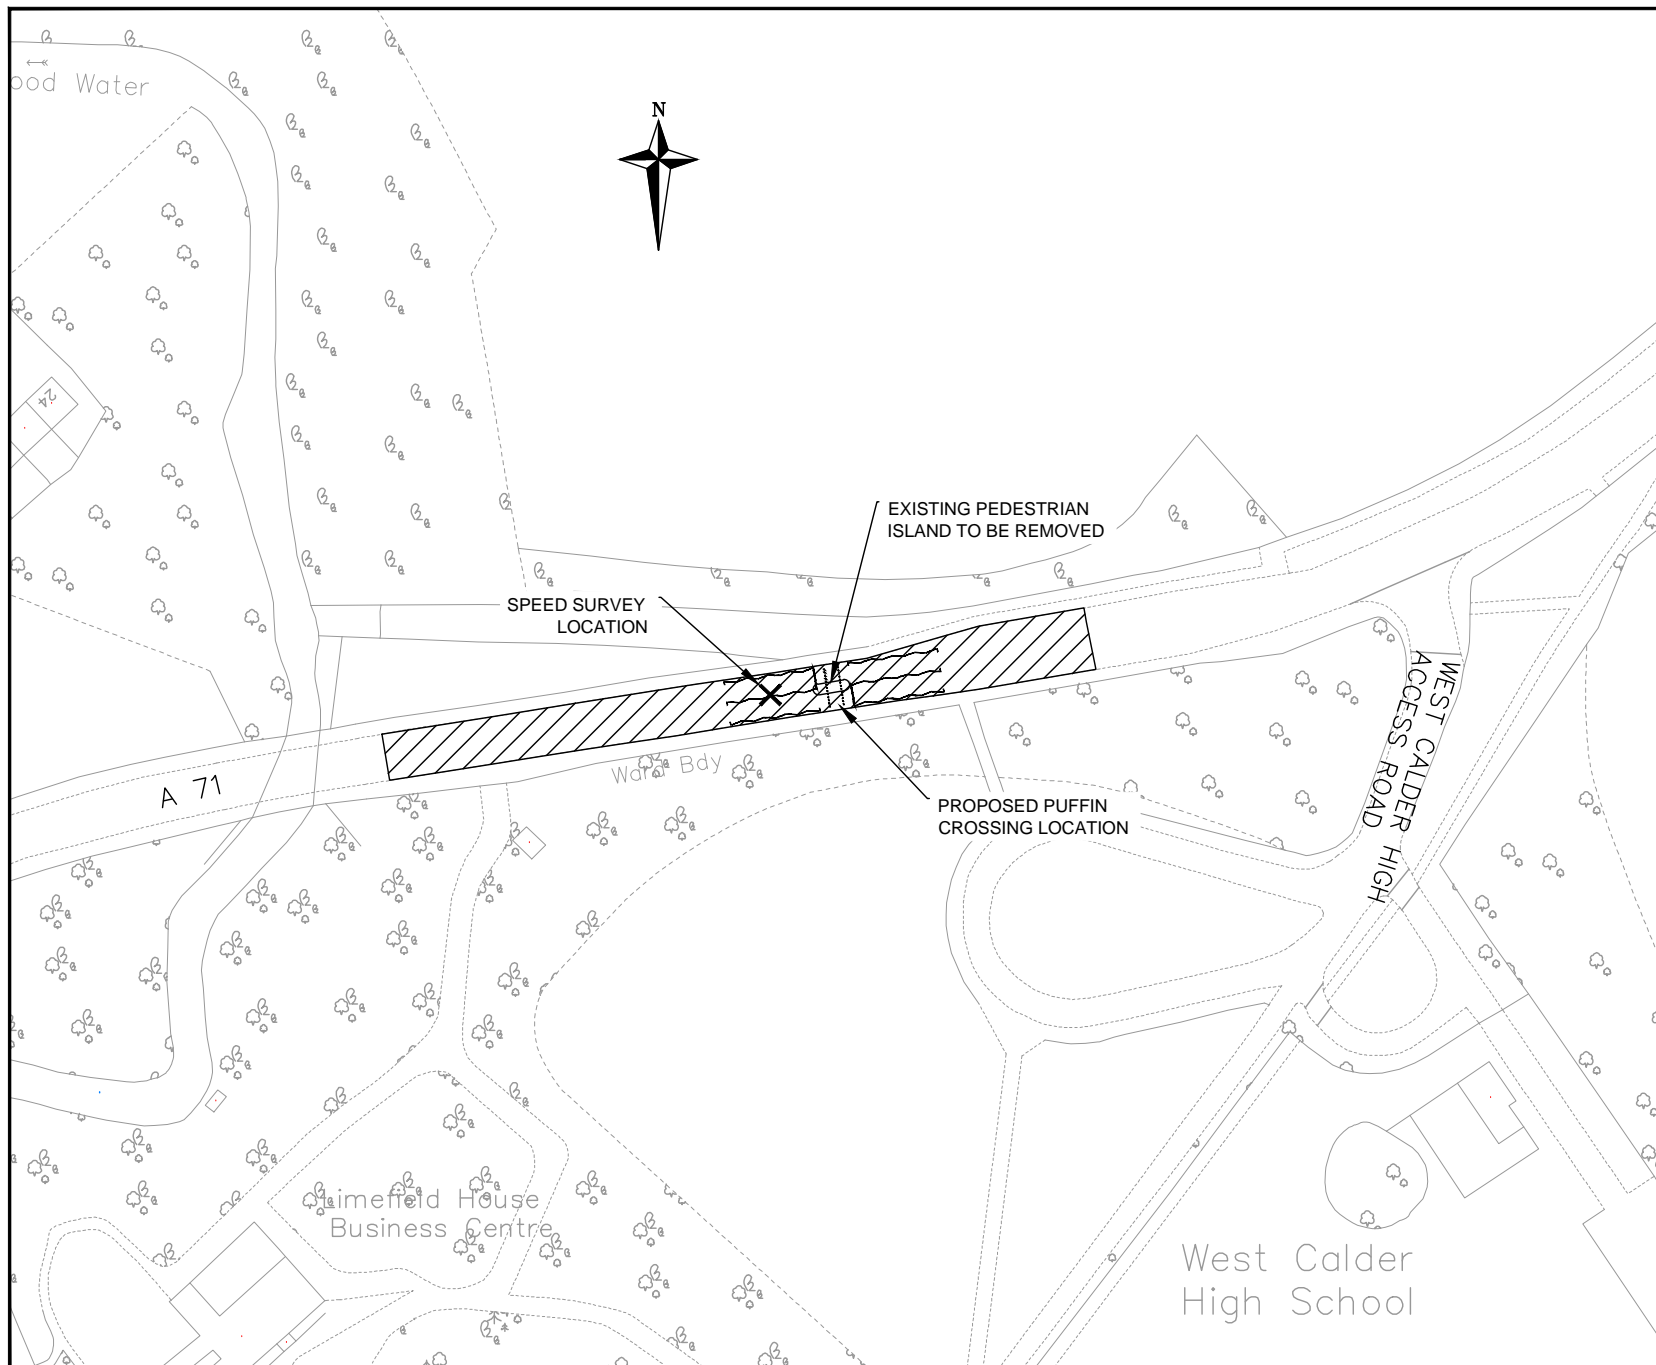 ood Water
N
24
EXISTING PEDESTRIAN
ISLAND TO BE REMOVED
SPEED SURVEY
LOCATION
A 71
Ward Bdy
PROPOSED PUFFIN
CROSSING LOCATION
WEST CALDER HIGH
ACCESS ROAD
Limefield House
Business Centre
West Calder
High School